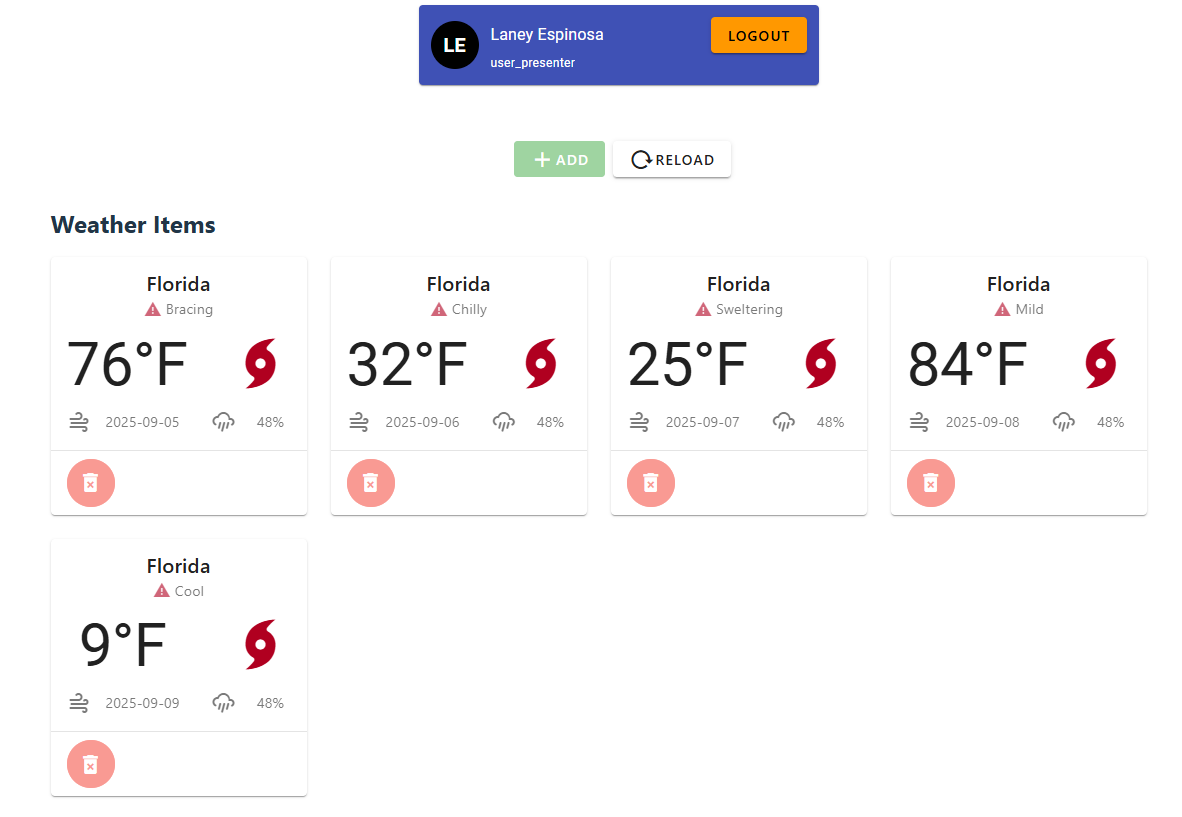 LE
Laney Espinosa
user_presenter
LOGOUT
ADD
RELOAD
Weather Items
Florida
Bracing
76°F
2025-09-05
48%
Florida
Chilly
32°F
2025-09-06
48%
Florida
Sweltering
25°F
2025-09-07
48%
Florida
Mild
84°F
2025-09-08
48%
Florida
Cool
9°F
2025-09-09
48%